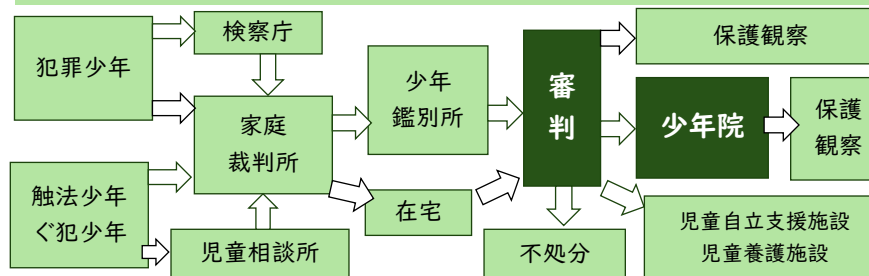 犯罪少年
検察庁
家庭
裁判所
触法少年
ぐ犯少年
児童相談所
少年
鑑別所
在宅
審
判
保護観察
少年院
保護
観察
不処分
児童自立支援施設
児童養護施設